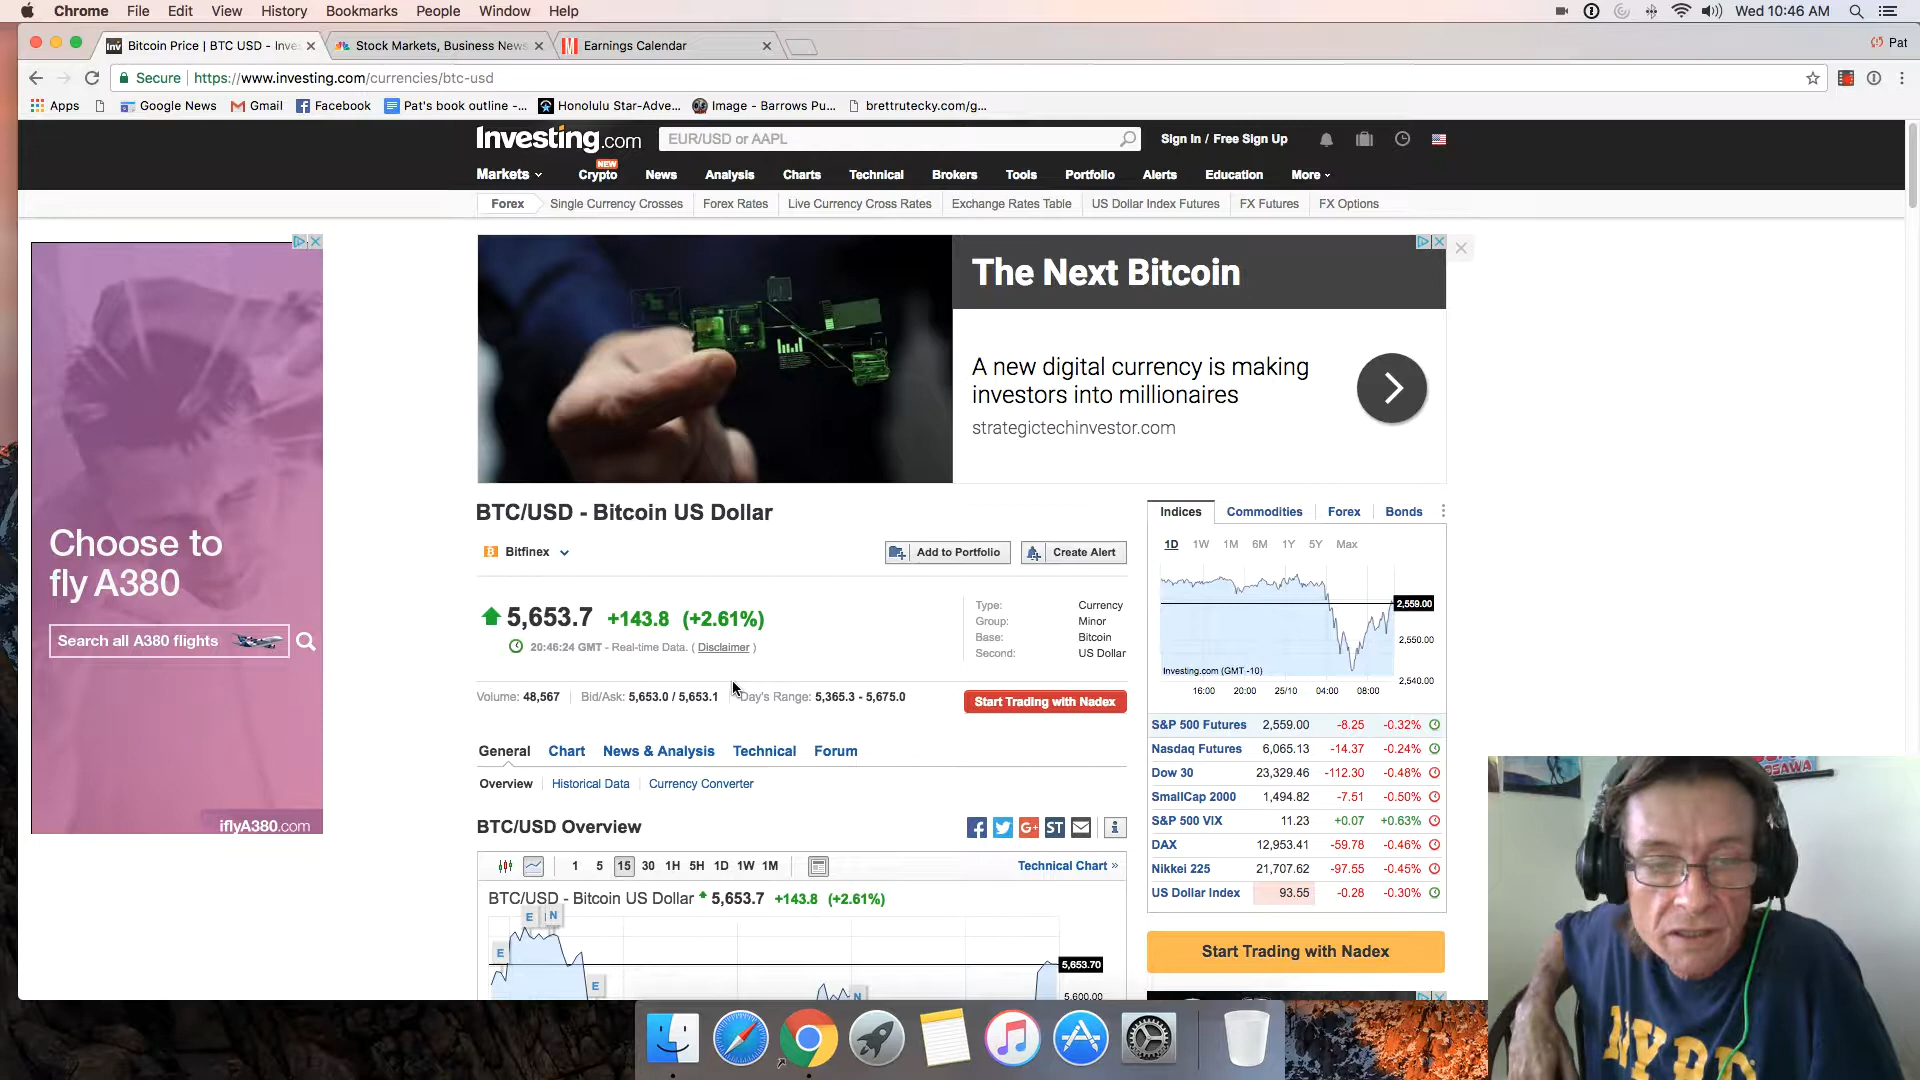 Chrome File Edit View History Bookmarks People Window Help Wed 10:46 AM
Bitcoin Price | BTC USD - Inves Stock Markets, Business News Earnings Calendar Pat
Secure https://www.investing.com/currencies/btc-usd
Apps Google News Gmail Facebook Pat's book outline -... Honolulu Star-Adve... Image - Barrows Pu... brettrutecky.com/g...
Investing.com EUR/USD or AAPL Sign In / Free Sign Up
NEW
Markets Crypto News Analysis Charts Technical Brokers Tools Portfolio Alerts Education More
Forex Single Currency Crosses Forex Rates Live Currency Cross Rates Exchange Rates Table US Dollar Index Futures FX Futures FX Options
Choose to
fly A380
Search all A380 flights
iflyA380.com
The Next Bitcoin
A new digital currency is making
investors into millionaires
strategictechinvestor.com
BTC/USD - Bitcoin US Dollar
Bitfinex Add to Portfolio Create Alert
5,653.7 +143.8 (+2.61%)
20:46:24 GMT - Real-time Data. ( Disclaimer )
Type: Currency
Group: Minor
Base: Bitcoin
Second: US Dollar
Volume: 48,567 Bid/Ask: 5,653.0 / 5,653.1 Day's Range: 5,365.3 - 5,675.0
Start Trading with Nadex
General Chart News & Analysis Technical Forum
Overview Historical Data Currency Converter
BTC/USD Overview
ST
1 5 15 30 1H 5H 1D 1W 1M Technical Chart »
BTC/USD - Bitcoin US Dollar 5,653.7 +143.8 (+2.61%)
E N
E
E
N
5,653.70
5,600.00
Indices Commodities Forex Bonds
1D 1W 1M 6M 1Y 5Y Max
2,559.00
2,550.00
2,540.00
Investing.com (GMT -10)
16:00 20:00 25/10 04:00 08:00
S&P 500 Futures 2,559.00 -8.25 -0.32%
Nasdaq Futures 6,065.13 -14.37 -0.24%
Dow 30 23,329.46 -112.30 -0.48%
SmallCap 2000 1,494.82 -7.51 -0.50%
S&P 500 VIX 11.23 +0.07 +0.63%
DAX 12,953.41 -59.78 -0.46%
Nikkei 225 21,707.62 -97.55 -0.45%
US Dollar Index 93.55 -0.28 -0.30%
Start Trading with Nadex
OSAWA